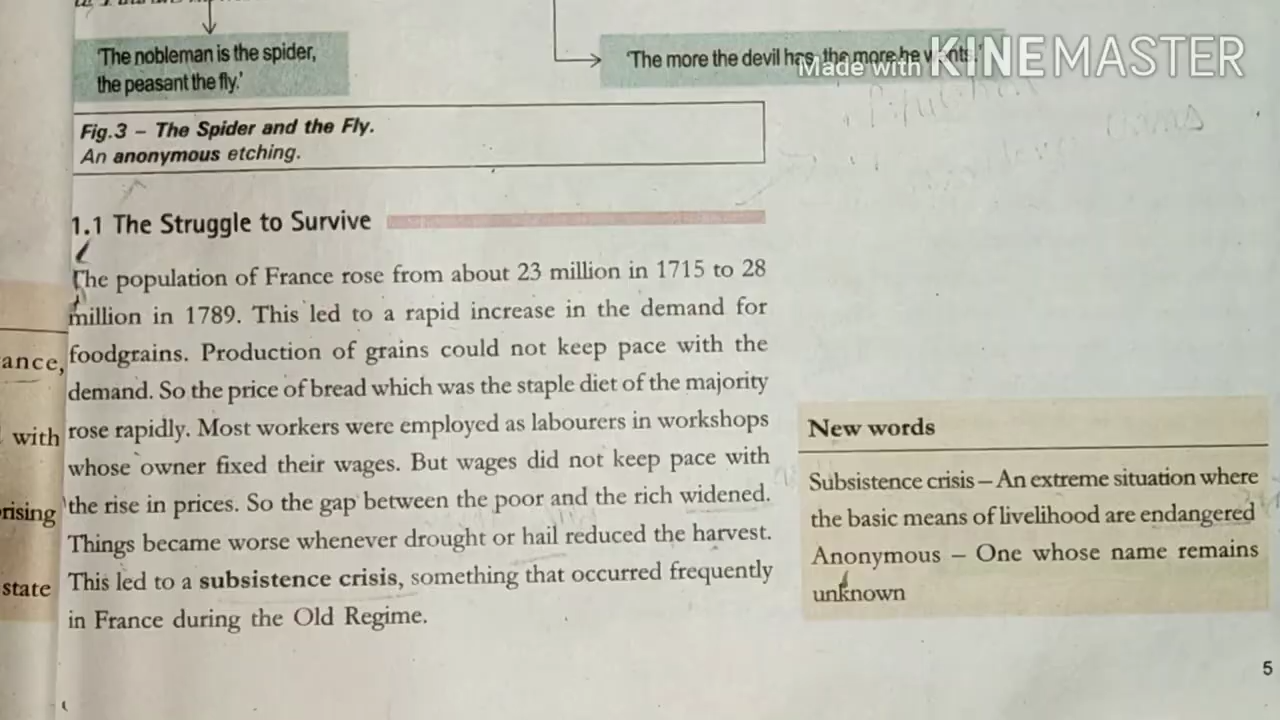 'The nobleman is the spider,
the peasant the fly.'
'The more the devil has, the more he wants.'
Made with KINEMASTER
Fig.3 – The Spider and the Fly.
An anonymous etching.
1.1 The Struggle to Survive
The population of France rose from about 23 million in 1715 to 28
million in 1789. This led to a rapid increase in the demand for
foodgrains. Production of grains could not keep pace with the
demand. So the price of bread which was the staple diet of the majority
rose rapidly. Most workers were employed as labourers in workshops
whose owner fixed their wages. But wages did not keep pace with
the rise in prices. So the gap between the poor and the rich widened.
Things became worse whenever drought or hail reduced the harvest.
This led to a subsistence crisis, something that occurred frequently
in France during the Old Regime.
ance,
with
rising
state
New words
Subsistence crisis – An extreme situation where
the basic means of livelihood are endangered
Anonymous – One whose name remains
unknown
5